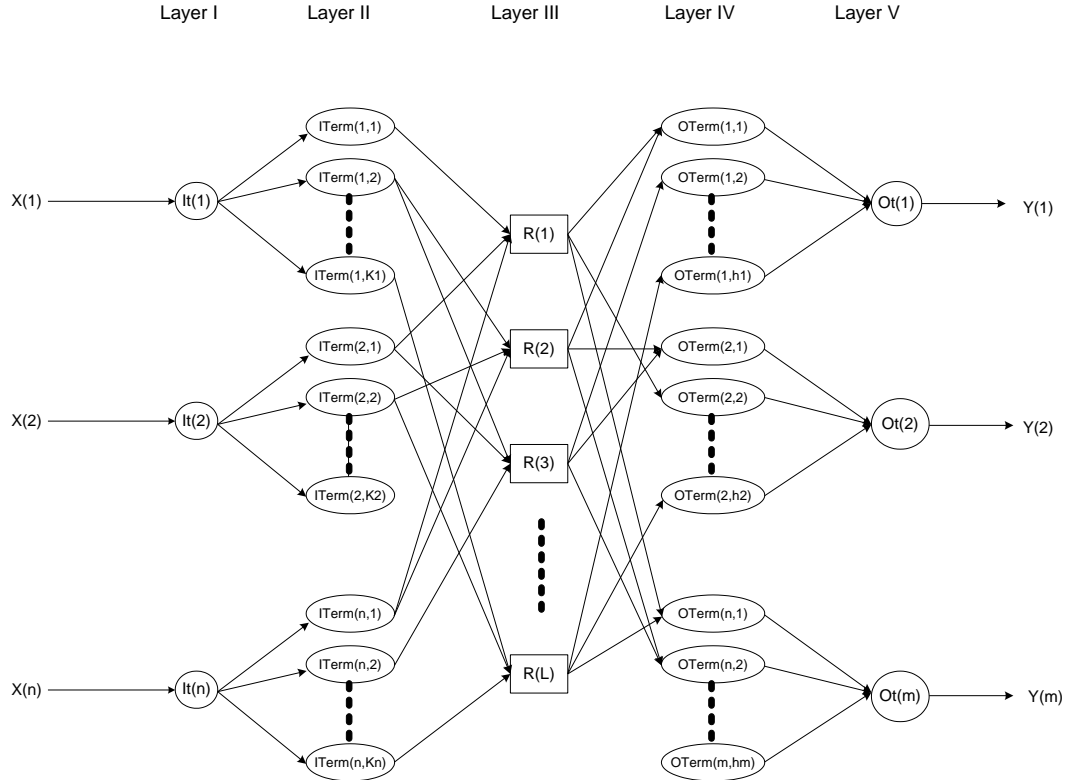 Layer I
Layer II
Layer III
Layer IV
Layer V
ITerm(1,1)
OTerm(1,1)
ITerm(1,2)
OTerm(1,2)
X(1)
It(1)
Ot(1)
Y(1)
R(1)
ITerm(1,K1)
OTerm(1,h1)
ITerm(2,1)
R(2)
OTerm(2,1)
ITerm(2,2)
OTerm(2,2)
X(2)
It(2)
Ot(2)
Y(2)
R(3)
ITerm(2,K2)
OTerm(2,h2)
ITerm(n,1)
OTerm(n,1)
ITerm(n,2)
R(L)
OTerm(n,2)
X(n)
It(n)
Ot(m)
Y(m)
ITerm(n,Kn)
OTerm(m,hm)